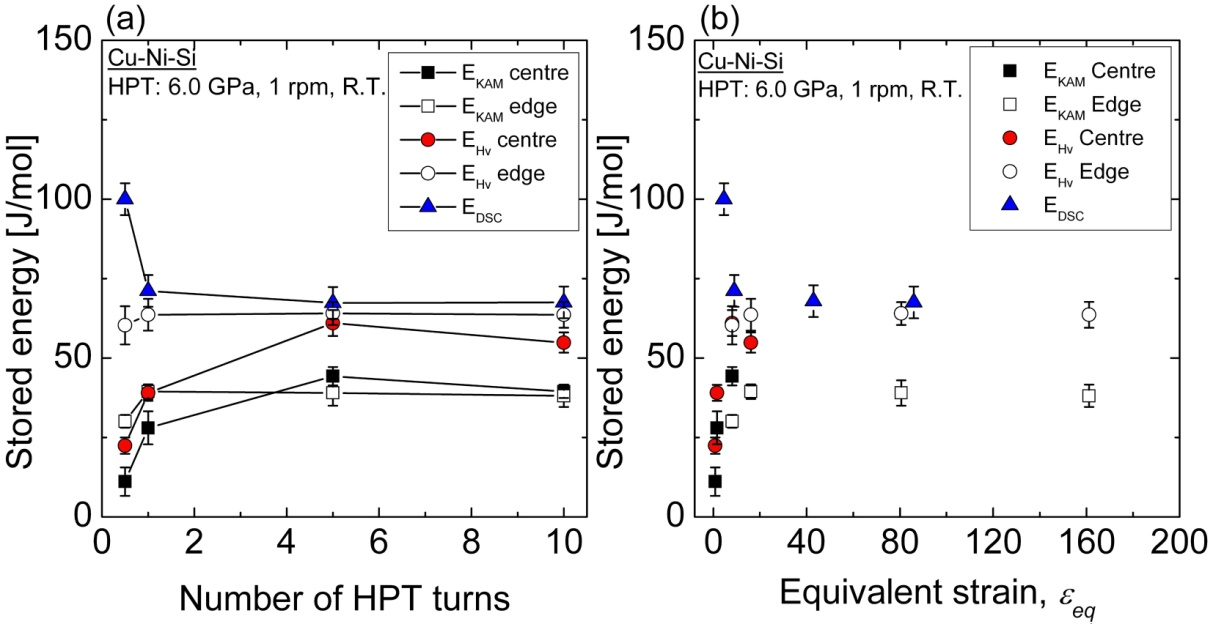 (a)
150
100
50
0
Stored energy [J/mol]
Cu-Ni-Si
HPT: 6.0 GPa, 1 rpm, R.T.
E_KAM centre
E_KAM edge
E_Hv centre
E_Hv edge
E_DSC
0 2 4 6 8 10
Number of HPT turns
(b)
150
100
50
0
Stored energy [J/mol]
Cu-Ni-Si
HPT: 6.0 GPa, 1 rpm, R.T.
E_KAM Centre
E_KAM Edge
E_Hv Centre
E_Hv Edge
E_DSC
0 40 80 120 160 200
Equivalent strain, ε_eq